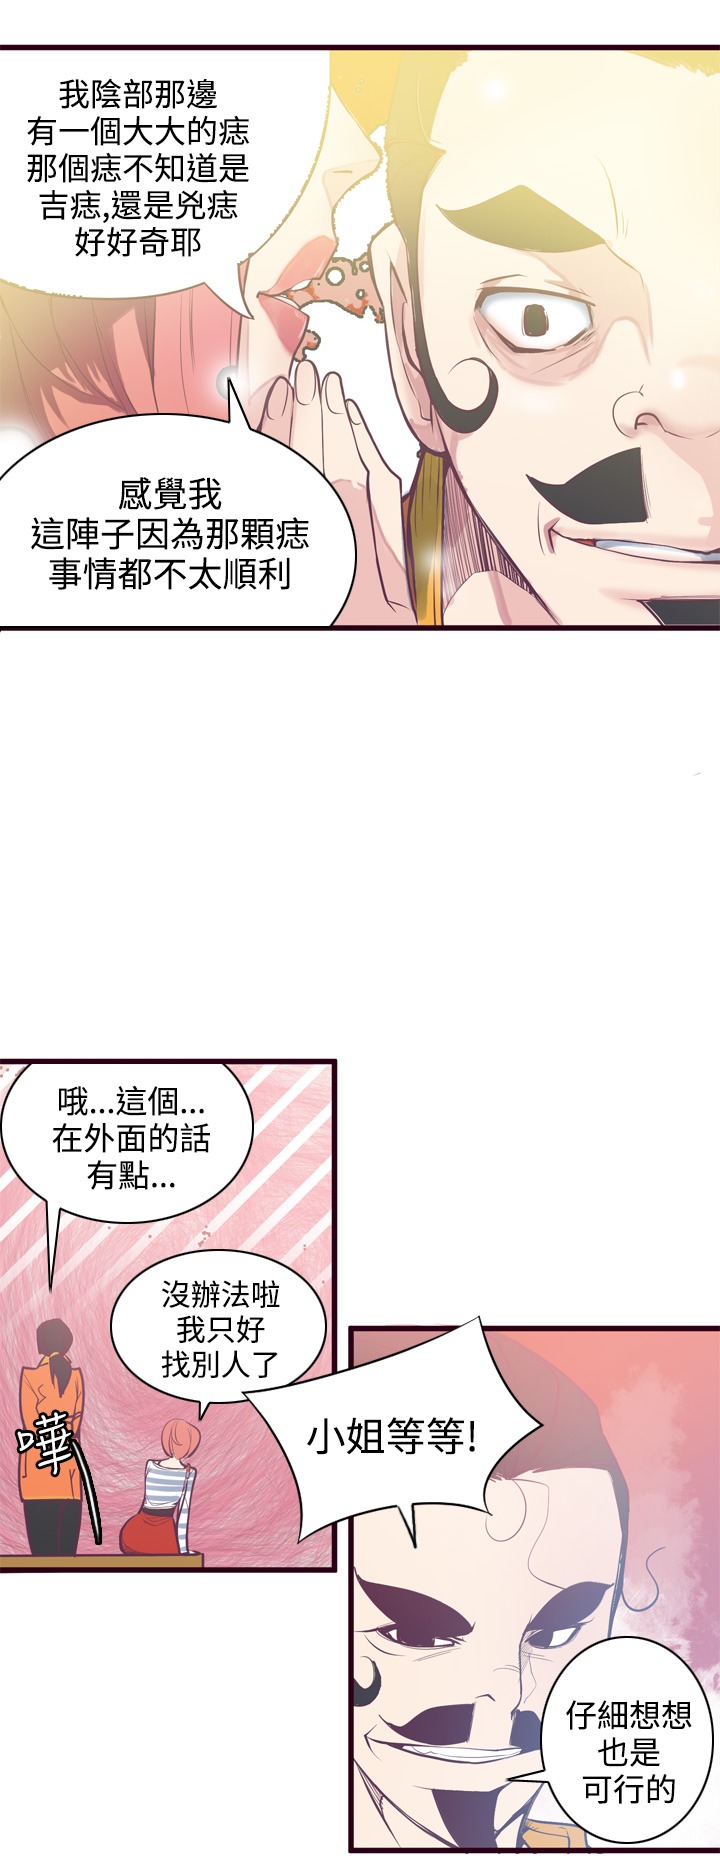 我陰部那邊
有一個大大的痣
那個痣不知道是
吉痣,還是兇痣
好好奇耶
感覺我
這陣子因為那顆痣
事情都不太順利
哦...這個...
在外面的話
有點...
沒辦法啦
我只好
找別人了
嘩
小姐等等!
仔細想想
也是
可行的